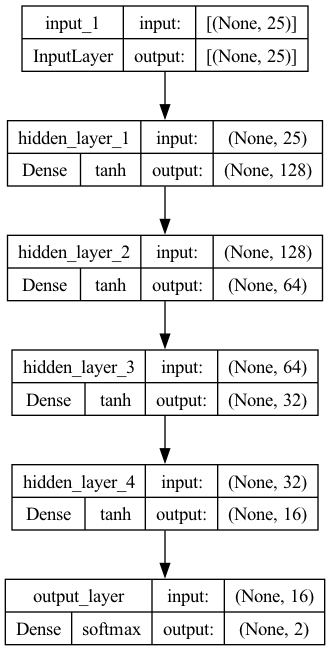 input_1 input: [(None, 25)]
InputLayer output: [(None, 25)]
hidden_layer_1 input: (None, 25)
Dense tanh output: (None, 128)
hidden_layer_2 input: (None, 128)
Dense tanh output: (None, 64)
hidden_layer_3 input: (None, 64)
Dense tanh output: (None, 32)
hidden_layer_4 input: (None, 32)
Dense tanh output: (None, 16)
output_layer input: (None, 16)
Dense softmax output: (None, 2)